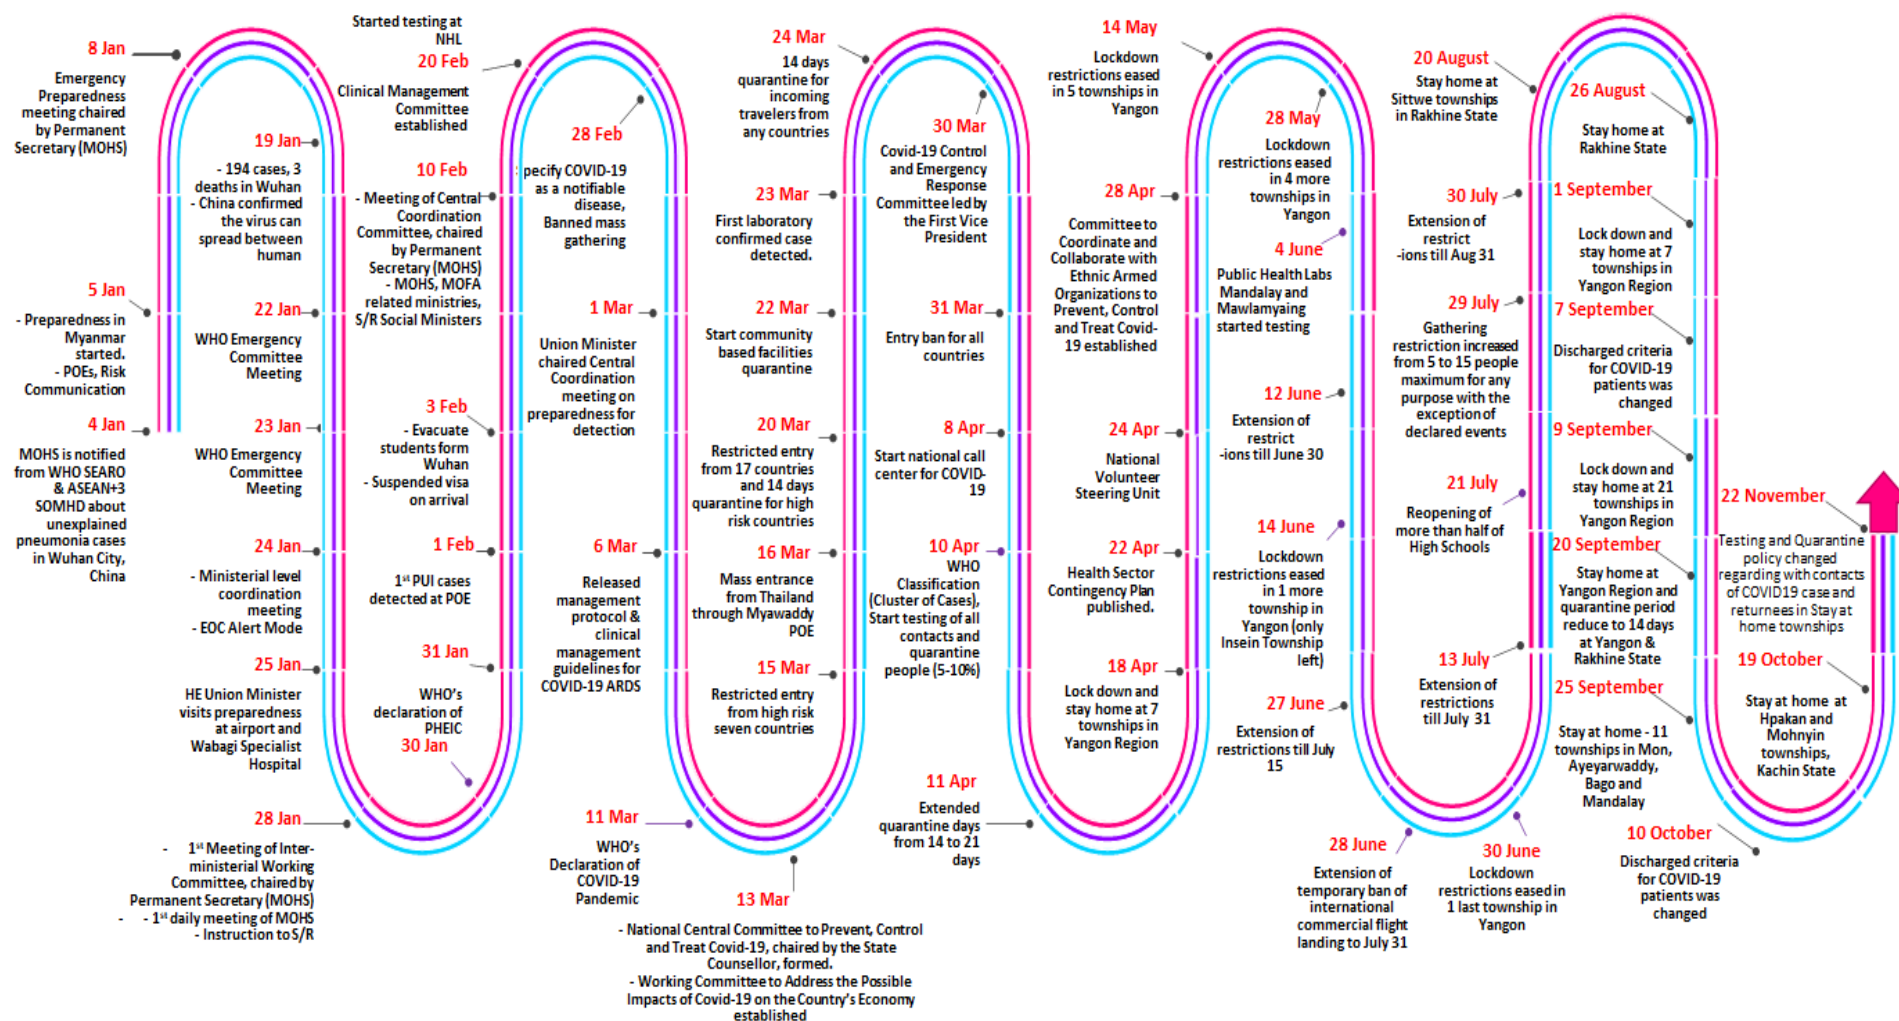 4 Jan
MOHS is notified
from WHO SEARO
& ASEAN+3
SOMHD about
unexplained
pneumonia cases
in Wuhan City,
China
5 Jan
- Preparedness in
Myanmar
started.
- POEs, Risk
Communication
8 Jan
Emergency
Preparedness
meeting chaired
by Permanent
Secretary (MOHS)
19 Jan
- 194 cases, 3
deaths in Wuhan
- China confirmed
the virus can
spread between
human
22 Jan
WHO Emergency
Committee
Meeting
23 Jan
WHO Emergency
Committee
Meeting
24 Jan
- Ministerial level
coordination
meeting
- EOC Alert Mode
25 Jan
HE Union Minister
visits preparedness
at airport and
Wabagi Specialist
Hospital
28 Jan
- 1st Meeting of Inter-
ministerial Working
Committee, chaired by
Permanent Secretary (MOHS)
- - 1st daily meeting of MOHS
- Instruction to S/R
30 Jan
WHO's
declaration of
PHEIC
31 Jan
1 Feb
1st PUI cases
detected at POE
3 Feb
- Evacuate
students form
Wuhan
- Suspended visa
on arrival
10 Feb
- Meeting of Central
Coordination
Committee, chaired
by Permanent
Secretary (MOHS)
- MOHS, MOFA
related ministries,
S/R Social Ministers
Started testing at
NHL
20 Feb
Clinical Management
Committee
established
28 Feb
pecify COVID-19
as a notifiable
disease,
Banned mass
gathering
1 Mar
Union Minister
chaired Central
Coordination
meeting on
preparedness for
detection
6 Mar
Released
management
protocol &
clinical
management
guidelines for
COVID-19 ARDS
11 Mar
WHO's
Declaration of
COVID-19
Pandemic
13 Mar
- National Central Committee to Prevent, Control
and Treat Covid-19, chaired by the State
Counsellor, formed.
- Working Committee to Address the Possible
Impacts of Covid-19 on the Country's Economy
established
15 Mar
Restricted entry
from high risk
seven countries
16 Mar
Mass entrance
from Thailand
through Myawaddy
POE
20 Mar
Restricted entry
from 17 countries
and 14 days
quarantine for high
risk countries
22 Mar
Start community
based facilities
quarantine
23 Mar
First laboratory
confirmed case
detected.
24 Mar
14 days
quarantine for
incoming
travelers from
any countries
30 Mar
Covid-19 Control
and Emergency
Response
Committee led by
the First Vice
President
31 Mar
Entry ban for all
countries
8 Apr
Start national call
center for COVID-
19
10 Apr
WHO
Classification
(Cluster of Cases),
Start testing of all
contacts and
quarantine
people (5-10%)
11 Apr
Extended
quarantine days
from 14 to 21
days
18 Apr
Lock down and
stay home at 7
townships in
Yangon Region
22 Apr
Health Sector
Contingency Plan
published.
24 Apr
National
Volunteer
Steering Unit
28 Apr
Committee to
Coordinate and
Collaborate with
Ethnic Armed
Organizations to
Prevent, Control
and Treat Covid-
19 established
14 May
Lockdown
restrictions eased
in 5 townships in
Yangon
28 May
Lockdown
restrictions eased
in 4 more
townships in
Yangon
4 June
Public Health Labs
Mandalay and
Mawlamyaing
started testing
12 June
Extension of
restrict
-ions till June 30
14 June
Lockdown
restrictions eased
in 1 more
township in
Yangon (only
Insein Township
left)
27 June
Extension of
restrictions till July
15
28 June
Extension of
temporary ban of
international
commercial flight
landing to July 31
30 June
Lockdown
restrictions eased in
1 last township in
Yangon
13 July
Extension of
restrictions
till July 31
21 July
Reopening of
more than half of
High Schools
29 July
Gathering
restriction increased
from 5 to 15 people
maximum for any
purpose with the
exception of
declared events
30 July
Extension of
restrict
-ions till Aug 31
20 August
Stay home at
Sittwe townships
in Rakhine State
26 August
Stay home at
Rakhine State
1 September
Lock down and
stay home at 7
townships in
Yangon Region
7 September
Discharged criteria
for COVID-19
patients was
changed
9 September
Lock down and
stay home at 21
townships in
Yangon Region
20 September
Stay home at
Yangon Region and
quarantine period
reduce to 14 days
at Yangon &
Rakhine State
25 September
Stay at home - 11
townships in Mon,
Ayeyarwaddy,
Bago and
Mandalay
10 October
Discharged criteria
for COVID-19
patients was
changed
19 October
Stay at home at
Hpakan and
Mohnyin
townships,
Kachin State
22 November
Testing and Quarantine
policy changed
regarding with contacts
of COVID19 case and
returnees in Stay at
home townships